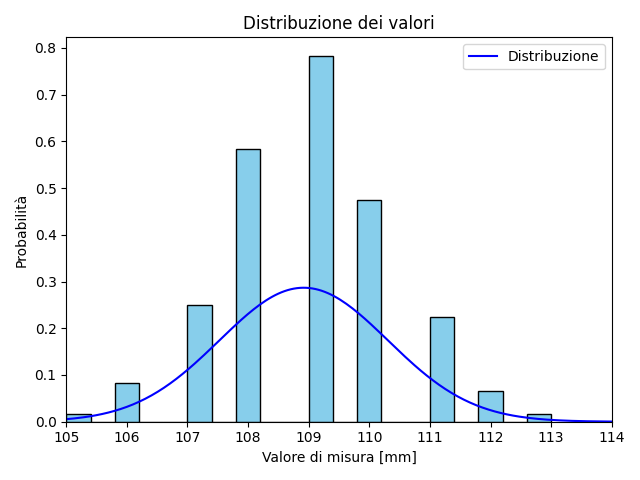 Distribuzione dei valori
Distribuzione
Probabilità
0.8
0.7
0.6
0.5
0.4
0.3
0.2
0.1
0.0
105 106 107 108 109 110 111 112 113 114
Valore di misura [mm]